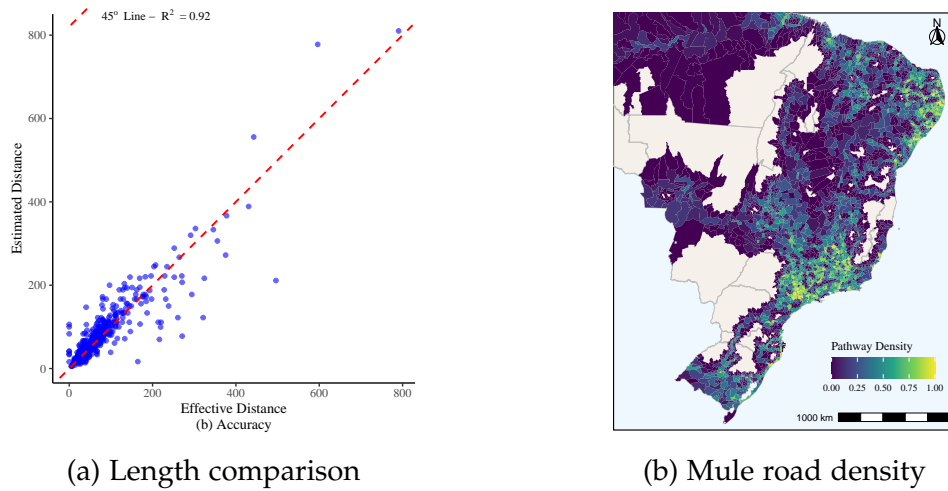 45° Line – R² = 0.92
Estimated Distance
800
600
400
200
0
0 200 400 600 800
Effective Distance
(b) Accuracy
(a) Length comparison
N
Pathway Density
0.00 0.25 0.50 0.75 1.00
1000 km
(b) Mule road density